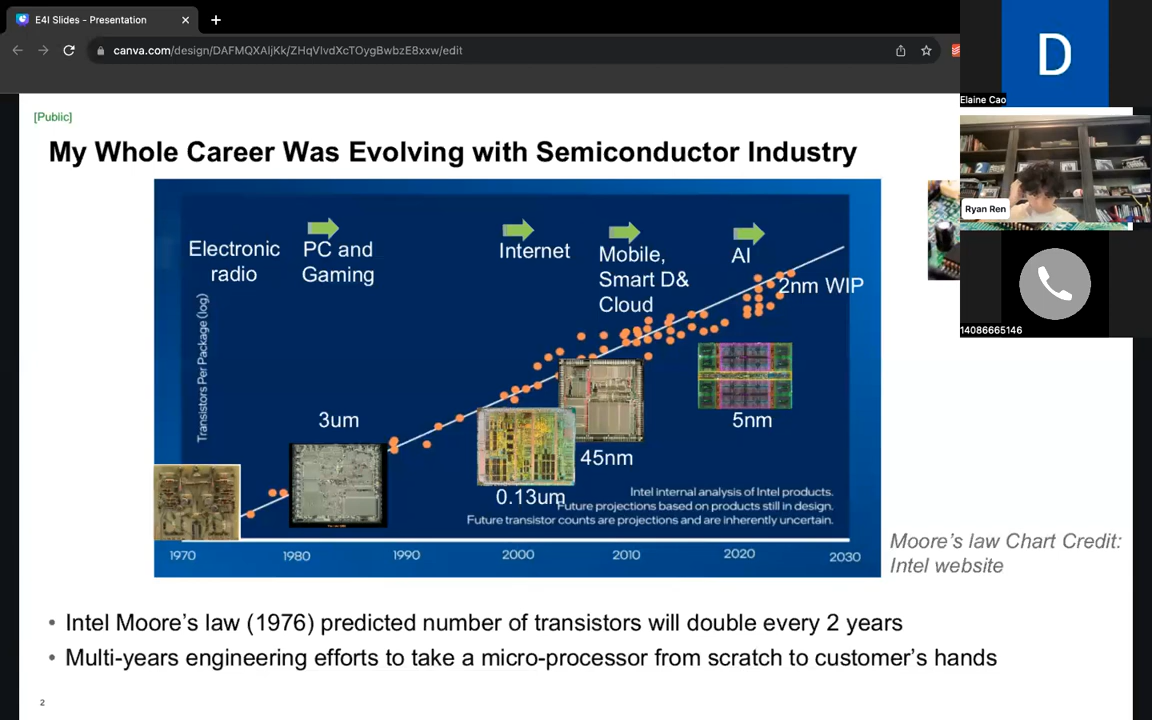 E4I Slides - Presentation
canva.com/design/DAFMQXAIjKk/ZHqVlvdXcTOygBwbzE8xxw/edit
D
Elaine Cao
Ryan Ren
14086665146
[Public]
My Whole Career Was Evolving with Semiconductor Industry
Electronic
radio
PC and
Gaming
Internet
Mobile,
Smart D&
Cloud
AI
2nm WIP
Transistors Per Package (log)
3um
0.13um
45nm
5nm
Intel internal analysis of Intel products.
Future projections based on products still in design.
Future transistor counts are projections and are inherently uncertain.
1970
1980
1990
2000
2010
2020
2030
Moore's law Chart Credit:
Intel website
• Intel Moore's law (1976) predicted number of transistors will double every 2 years
• Multi-years engineering efforts to take a micro-processor from scratch to customer's hands
2